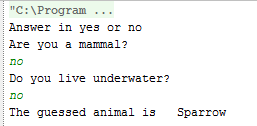 "C:\Program ...
Answer in yes or no
Are you a mammal?
no
Do you live underwater?
no
The guessed animal is   Sparrow